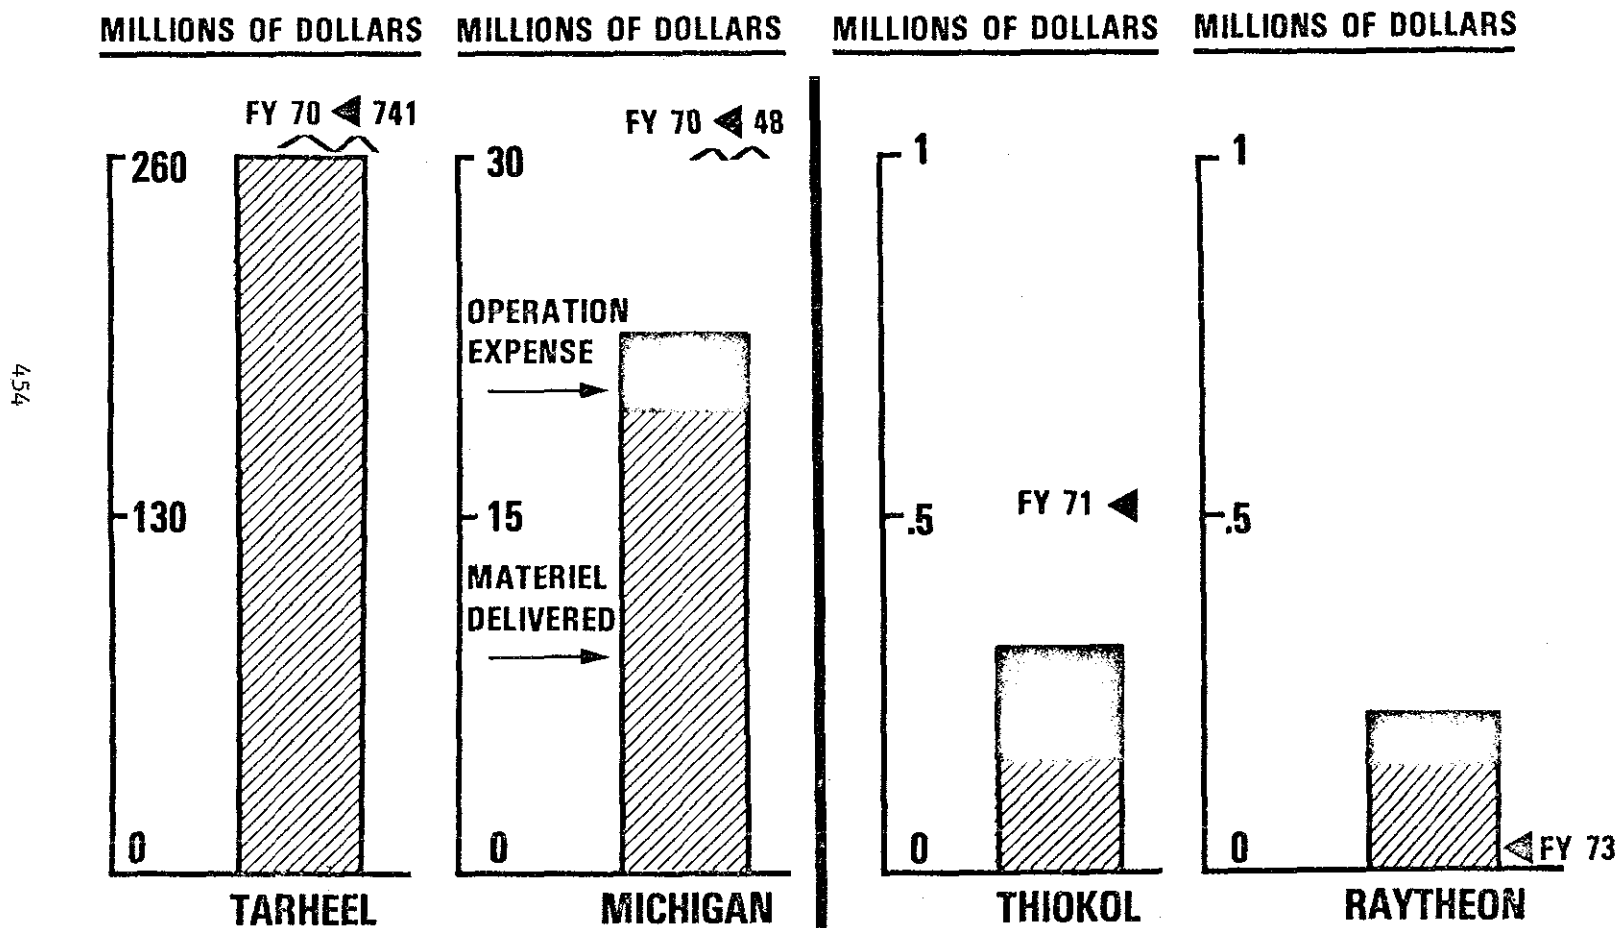 MILLIONS OF DOLLARS
MILLIONS OF DOLLARS
MILLIONS OF DOLLARS
MILLIONS OF DOLLARS
FY 70 741
260
130
0
TARHEEL
FY 70 48
30
OPERATION
EXPENSE
15
MATERIEL
DELIVERED
0
MICHIGAN
1
FY 71
.5
0
THIOKOL
1
.5
0
FY 73
RAYTHEON
454